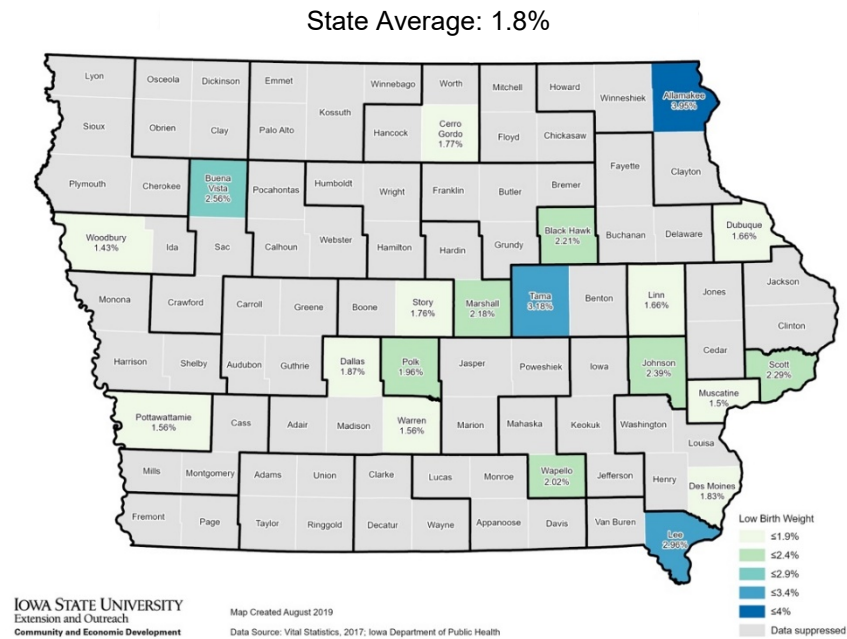 State Average: 1.8%
Lyon
Osceola
Dickinson
Emmet
Winnebago
Worth
Mitchell
Howard
Winneshiek
Allamakee
3.95%
Kossuth
Sioux
Obrien
Clay
Palo Alto
Hancock
Cerro
Gordo
1.77%
Floyd
Chickasaw
Fayette
Clayton
Plymouth
Cherokee
Buena
Vista
2.56%
Pocahontas
Humboldt
Wright
Franklin
Butler
Bremer
Woodbury
1.43%
Ida
Sac
Calhoun
Webster
Hamilton
Hardin
Grundy
Black Hawk
2.21%
Buchanan
Delaware
Dubuque
1.66%
Monona
Crawford
Carroll
Greene
Boone
Story
1.76%
Marshall
2.18%
Tama
3.18%
Benton
Linn
1.66%
Jones
Jackson
Clinton
Harrison
Shelby
Audubon
Guthrie
Dallas
1.87%
Polk
1.96%
Jasper
Poweshiek
Iowa
Johnson
2.39%
Cedar
Scott
2.29%
Muscatine
1.5%
Pottawattamie
1.56%
Cass
Adair
Madison
Warren
1.56%
Marion
Mahaska
Keokuk
Washington
Louisa
Mills
Montgomery
Adams
Union
Clarke
Lucas
Monroe
Wapello
2.02%
Jefferson
Henry
Des Moines
1.83%
Fremont
Page
Taylor
Ringgold
Decatur
Wayne
Appanoose
Davis
Van Buren
Lee
2.96%
Low Birth Weight
≤1.9%
≤2.4%
≤2.9%
≤3.4%
≤4%
Data suppressed
IOWA STATE UNIVERSITY
Extension and Outreach
Community and Economic Development
Map Created August 2019
Data Source: Vital Statistics, 2017; Iowa Department of Public Health